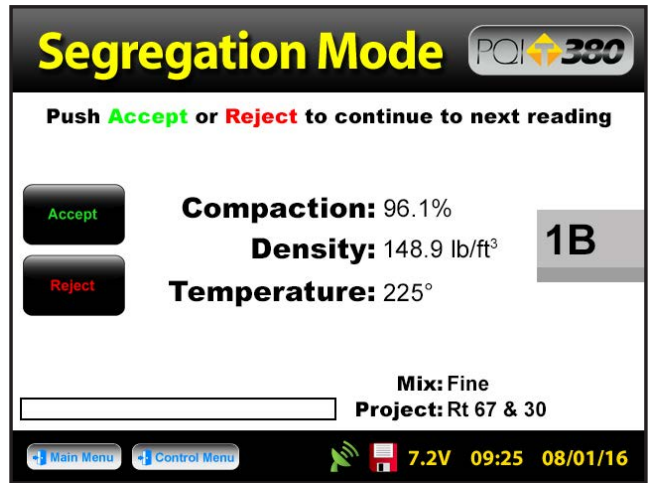 Segregation Mode PQI T 380
Push Accept or Reject to continue to next reading
Accept
Compaction: 96.1%
Density: 148.9 lb/ft³
1B
Reject
Temperature: 225°
Mix: Fine
Project: Rt 67 & 30
Main Menu Control Menu 7.2V 09:25 08/01/16